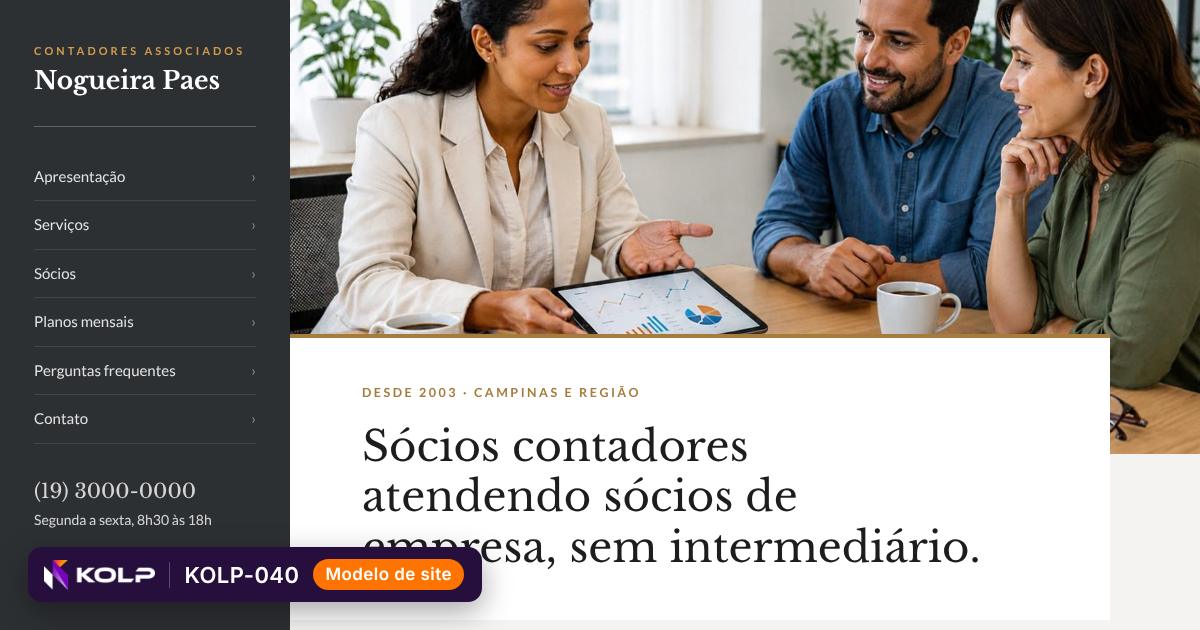 CONTADORES ASSOCIADOS
Nogueira Paes
Apresentação
Serviços
Sócios
Planos mensais
Perguntas frequentes
Contato
(19) 3000-0000
Segunda a sexta, 8h30 às 18h
DESDE 2003 · CAMPINAS E REGIÃO
Sócios contadores
atendendo sócios de
empresa, sem intermediário.
KOLP
KOLP-040
Modelo de site